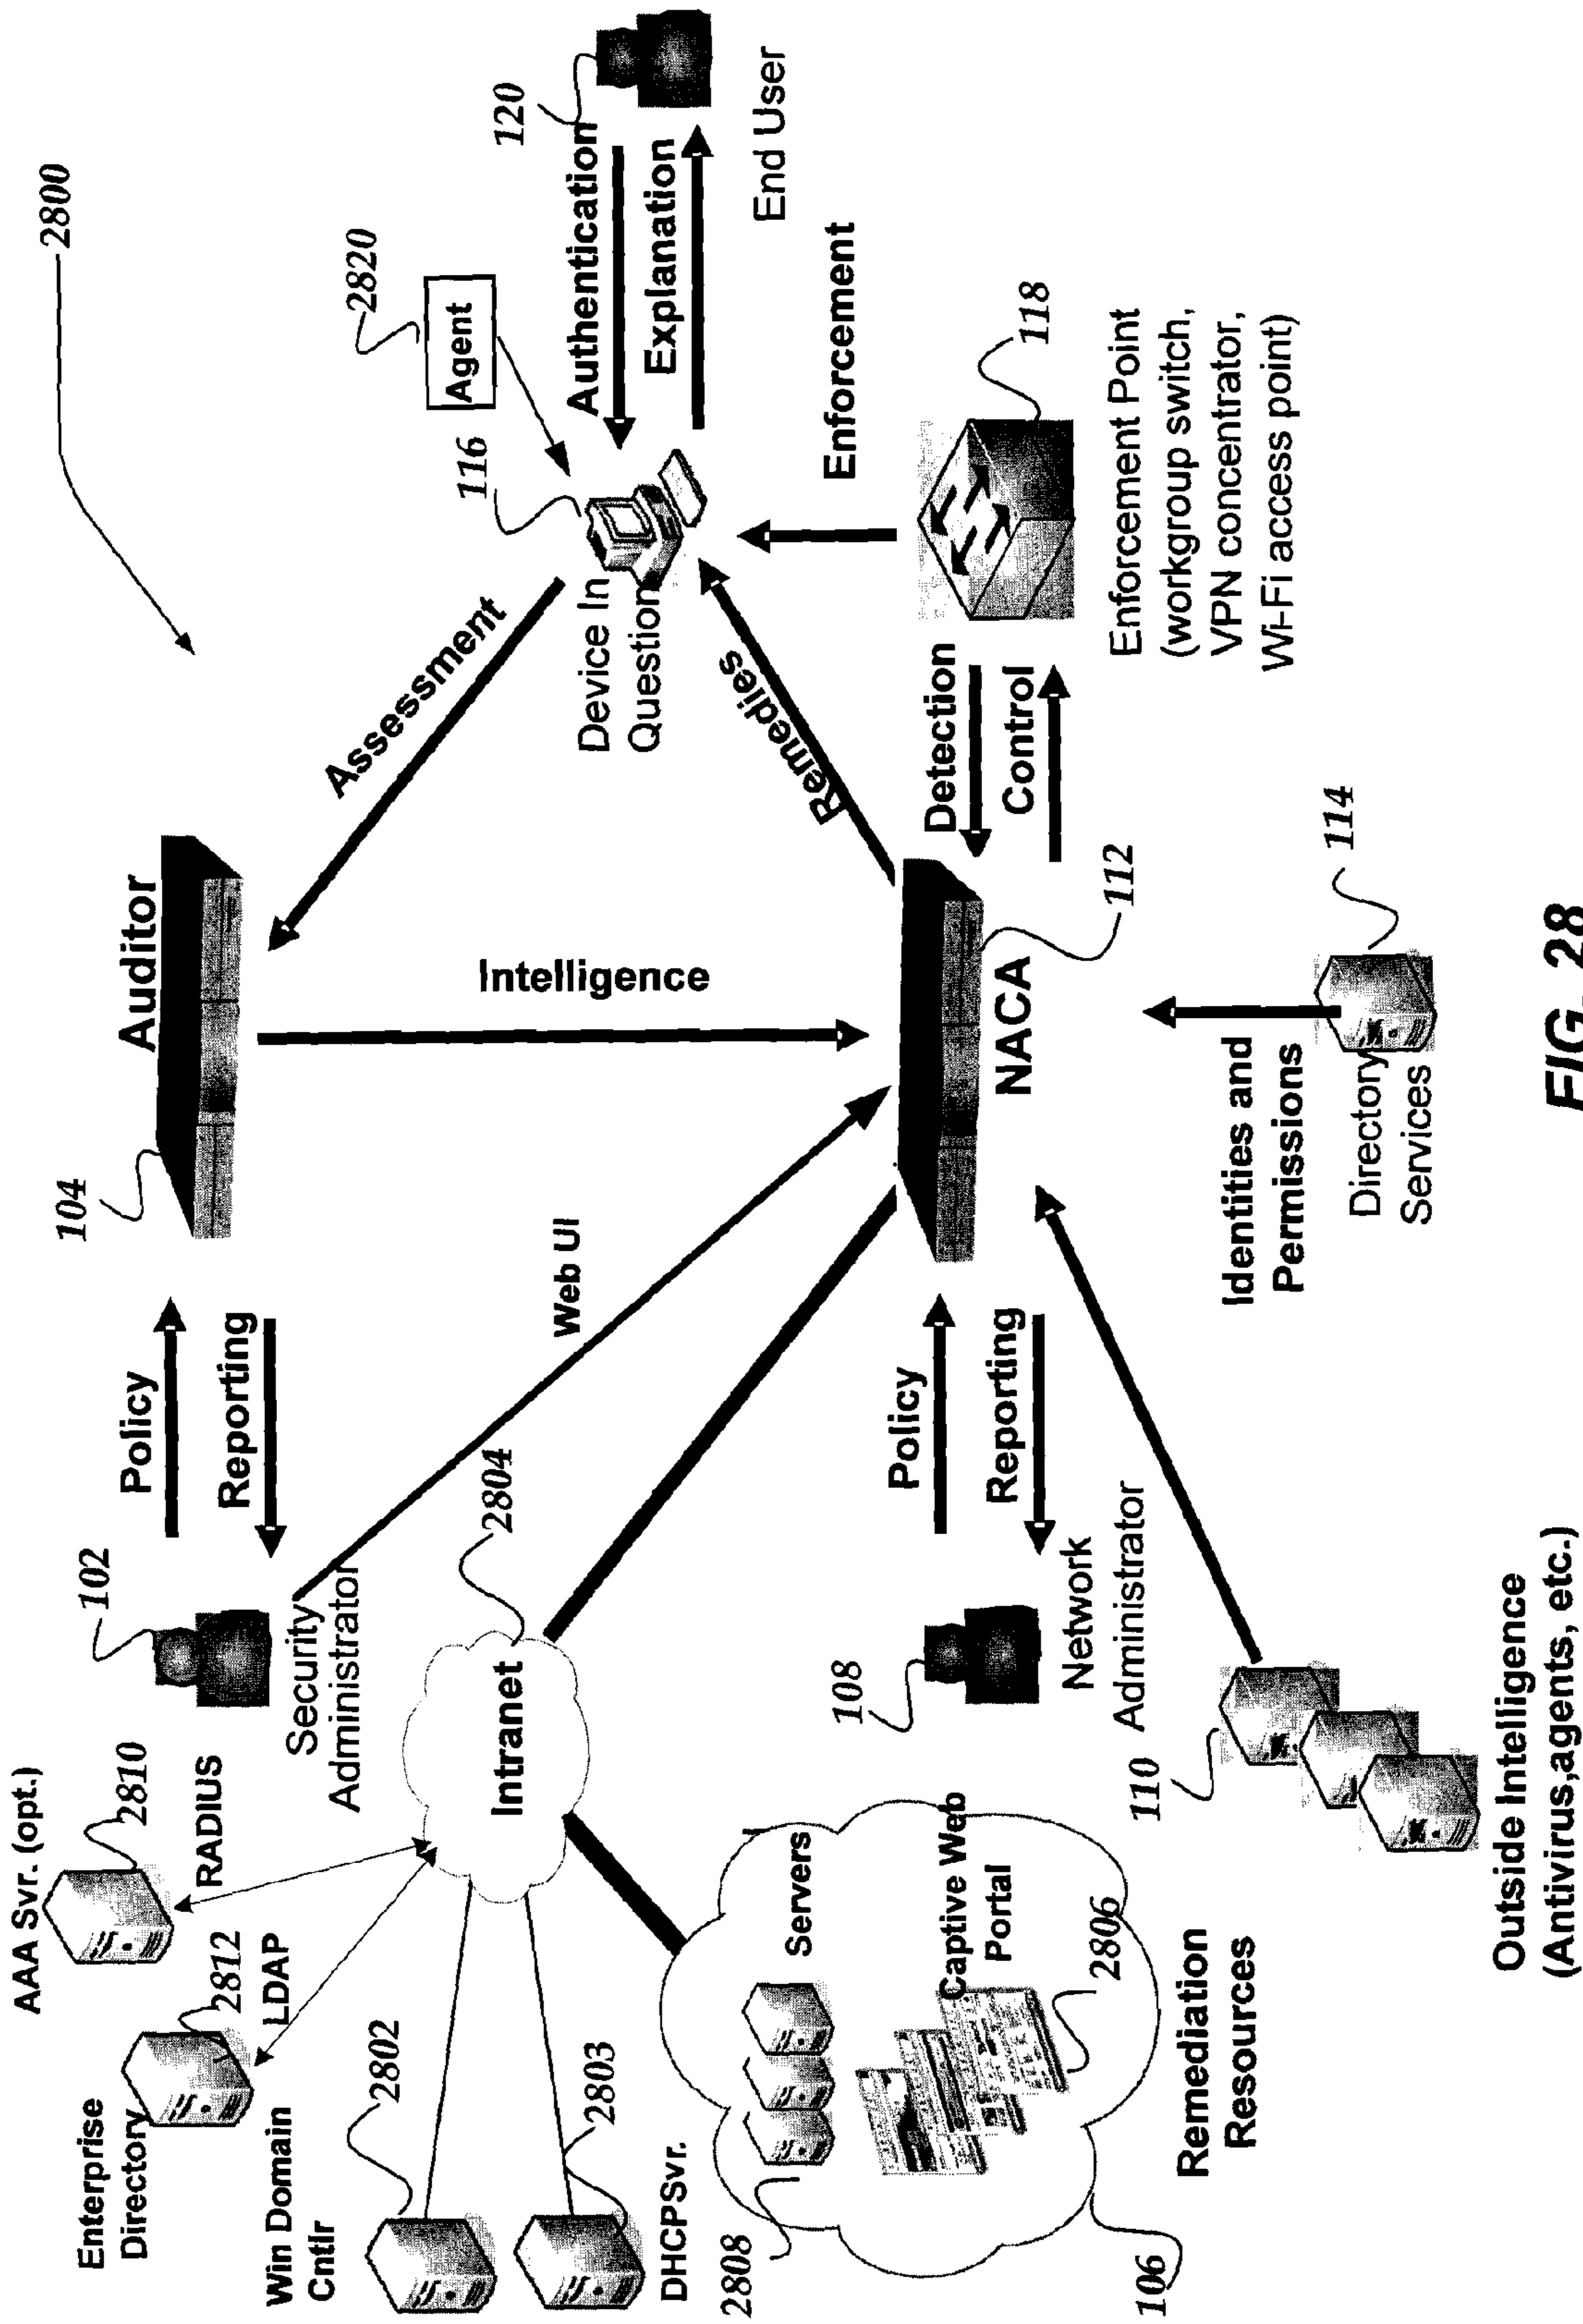 2800
AAA Svr. (opt.)
2810
RADIUS
Enterprise
Directory
2812
LDAP
Win Domain
Cntlr
2802
2803
DHCPSvr.
102
Security
Administrator
Policy
Reporting
104
Auditor
Assessment
Intelligence
Web UI
2804
Intranet
2820
Agent
116
Device In
Question
120
Authentication
Explanation
End User
Remedies
Enforcement
118
Enforcement Point
(workgroup switch,
VPN concentrator,
Wi-Fi access point)
Detection
Control
112
NACA
Policy
Reporting
108
Network
Administrator
110
Outside Intelligence
(Antivirus,agents, etc.)
Identities and
Permissions
114
Directory
Services
Servers
2808
Captive Web
Portal
2806
106
Remediation
Resources
FIG. 28